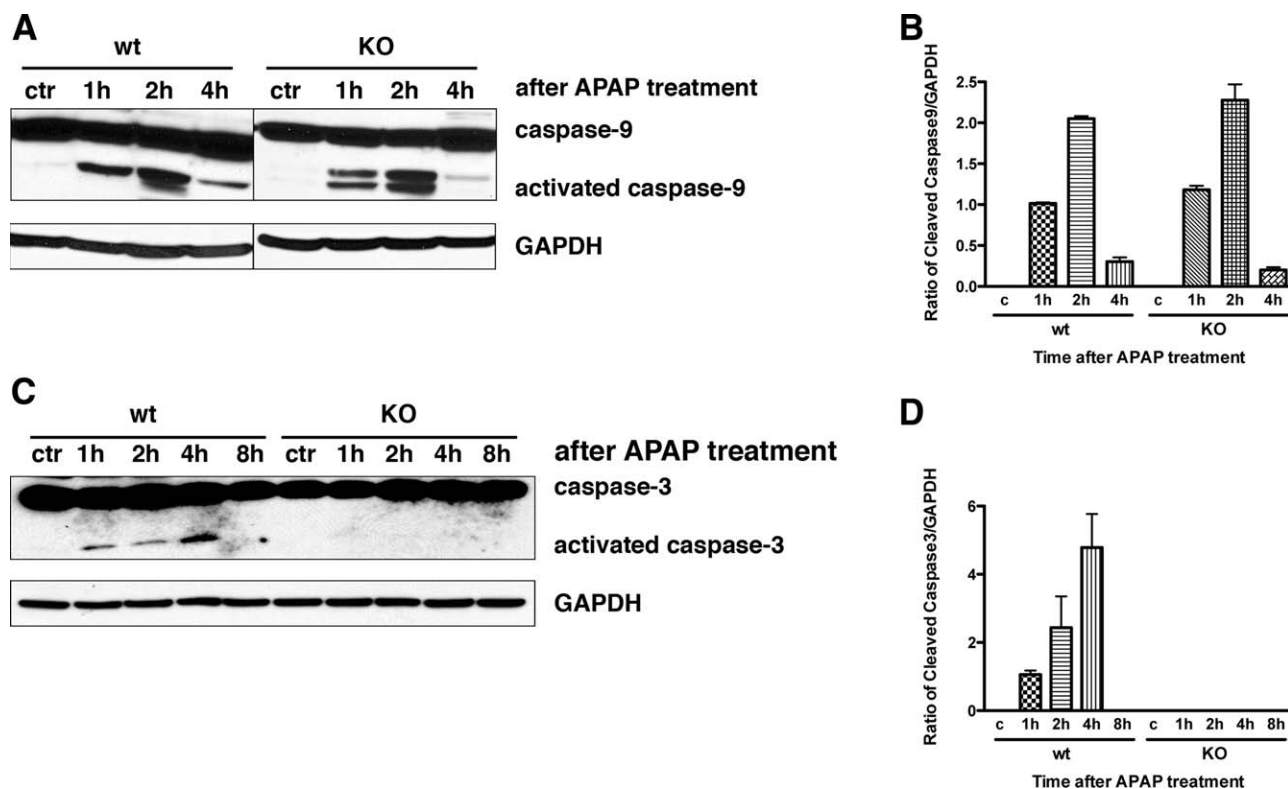 A
wt KO
ctr 1h 2h 4h ctr 1h 2h 4h after APAP treatment
caspase-9
activated caspase-9
GAPDH
B
Ratio of Cleaved Caspase9/GAPDH
2.5
2.0
1.5
1.0
0.5
0.0
c 1h 2h 4h c 1h 2h 4h
wt KO
Time after APAP treatment
C
wt KO
ctr 1h 2h 4h 8h ctr 1h 2h 4h 8h after APAP treatment
caspase-3
activated caspase-3
GAPDH
D
Ratio of Cleaved Caspase3/GAPDH
6
4
2
0
c 1h 2h 4h 8h c 1h 2h 4h 8h
wt KO
Time after APAP treatment